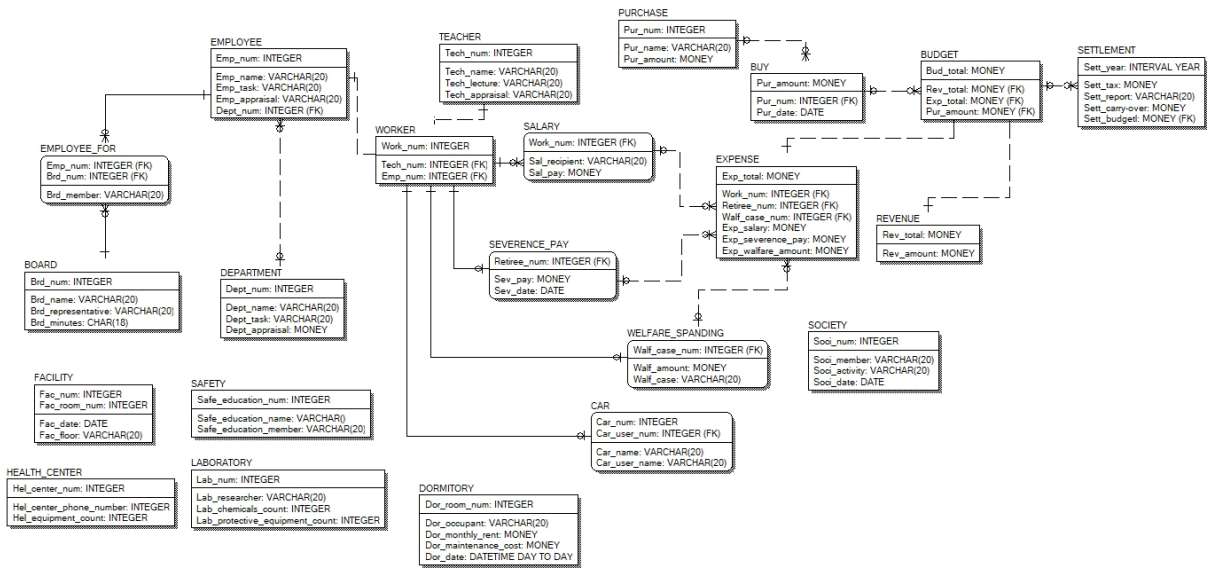 EMPLOYEE
Emp_num: INTEGER
Emp_name: VARCHAR(20)
Emp_task: VARCHAR(20)
Emp_appraisal: VARCHAR(20)
Dept_num: INTEGER (FK)
TEACHER
Tech_num: INTEGER
Tech_name: VARCHAR(20)
Tech_lecture: VARCHAR(20)
Tech_appraisal: VARCHAR(20)
PURCHASE
Pur_num: INTEGER
Pur_name: VARCHAR(20)
Pur_amount: MONEY
BUY
Pur_amount: MONEY
Pur_num: INTEGER (FK)
Pur_date: DATE
BUDGET
Bud_total: MONEY
Rev_total: MONEY (FK)
Exp_total: MONEY (FK)
Pur_amount: MONEY (FK)
SETTLEMENT
Sett_year: INTERVAL YEAR
Sett_tax: MONEY
Sett_report: VARCHAR(20)
Sett_carry-over: MONEY
Sett_budget: MONEY (FK)
EMPLOYEE_FOR
Emp_num: INTEGER (FK)
Brd_num: INTEGER (FK)
Brd_member: VARCHAR(20)
WORKER
Work_num: INTEGER
Tech_num: INTEGER (FK)
Emp_num: INTEGER (FK)
SALARY
Work_num: INTEGER (FK)
Sal_recipient: VARCHAR(20)
Sal_pay: MONEY
EXPENSE
Exp_total: MONEY
Work_num: INTEGER (FK)
Retiree_num: INTEGER (FK)
Walf_case_num: INTEGER (FK)
Exp_salary: MONEY
Exp_severence_pay: MONEY
Exp_walfare_amount: MONEY
REVENUE
Rev_total: MONEY
Rev_amount: MONEY
BOARD
Brd_num: INTEGER
Brd_name: VARCHAR(20)
Brd_representative: VARCHAR(20)
Brd_minutes: CHAR(18)
DEPARTMENT
Dept_num: INTEGER
Dept_name: VARCHAR(20)
Dept_task: VARCHAR(20)
Dept_appraisal: MONEY
SEVERENCE_PAY
Retiree_num: INTEGER (FK)
Sev_pay: MONEY
Sev_date: DATE
WELFARE_SPANDING
Walf_case_num: INTEGER (FK)
Walf_amount: MONEY
Walf_case: VARCHAR(20)
SOCIETY
Soci_num: INTEGER
Soci_member: VARCHAR(20)
Soci_activity: VARCHAR(20)
Soci_date: DATE
FACILITY
Fac_num: INTEGER
Fac_room_num: INTEGER
Fac_date: DATE
Fac_floor: VARCHAR(20)
SAFETY
Safe_education_num: INTEGER
Safe_education_name: VARCHAR()
Safe_education_member: VARCHAR(20)
CAR
Car_num: INTEGER
Car_user_num: INTEGER (FK)
Car_name: VARCHAR(20)
Car_user_name: VARCHAR(20)
HEALTH_CENTER
Hel_center_num: INTEGER
Hel_center_phone_number: INTEGER
Hel_equipment_count: INTEGER
LABORATORY
Lab_num: INTEGER
Lab_researcher: VARCHAR(20)
Lab_chemicals_count: INTEGER
Lab_protective_equipment_count: INTEGER
DORMITORY
Dor_room_num: INTEGER
Dor_occupant: VARCHAR(20)
Dor_monthly_rent: MONEY
Dor_maintenance_cost: MONEY
Dor_date: DATETIME DAY TO DAY